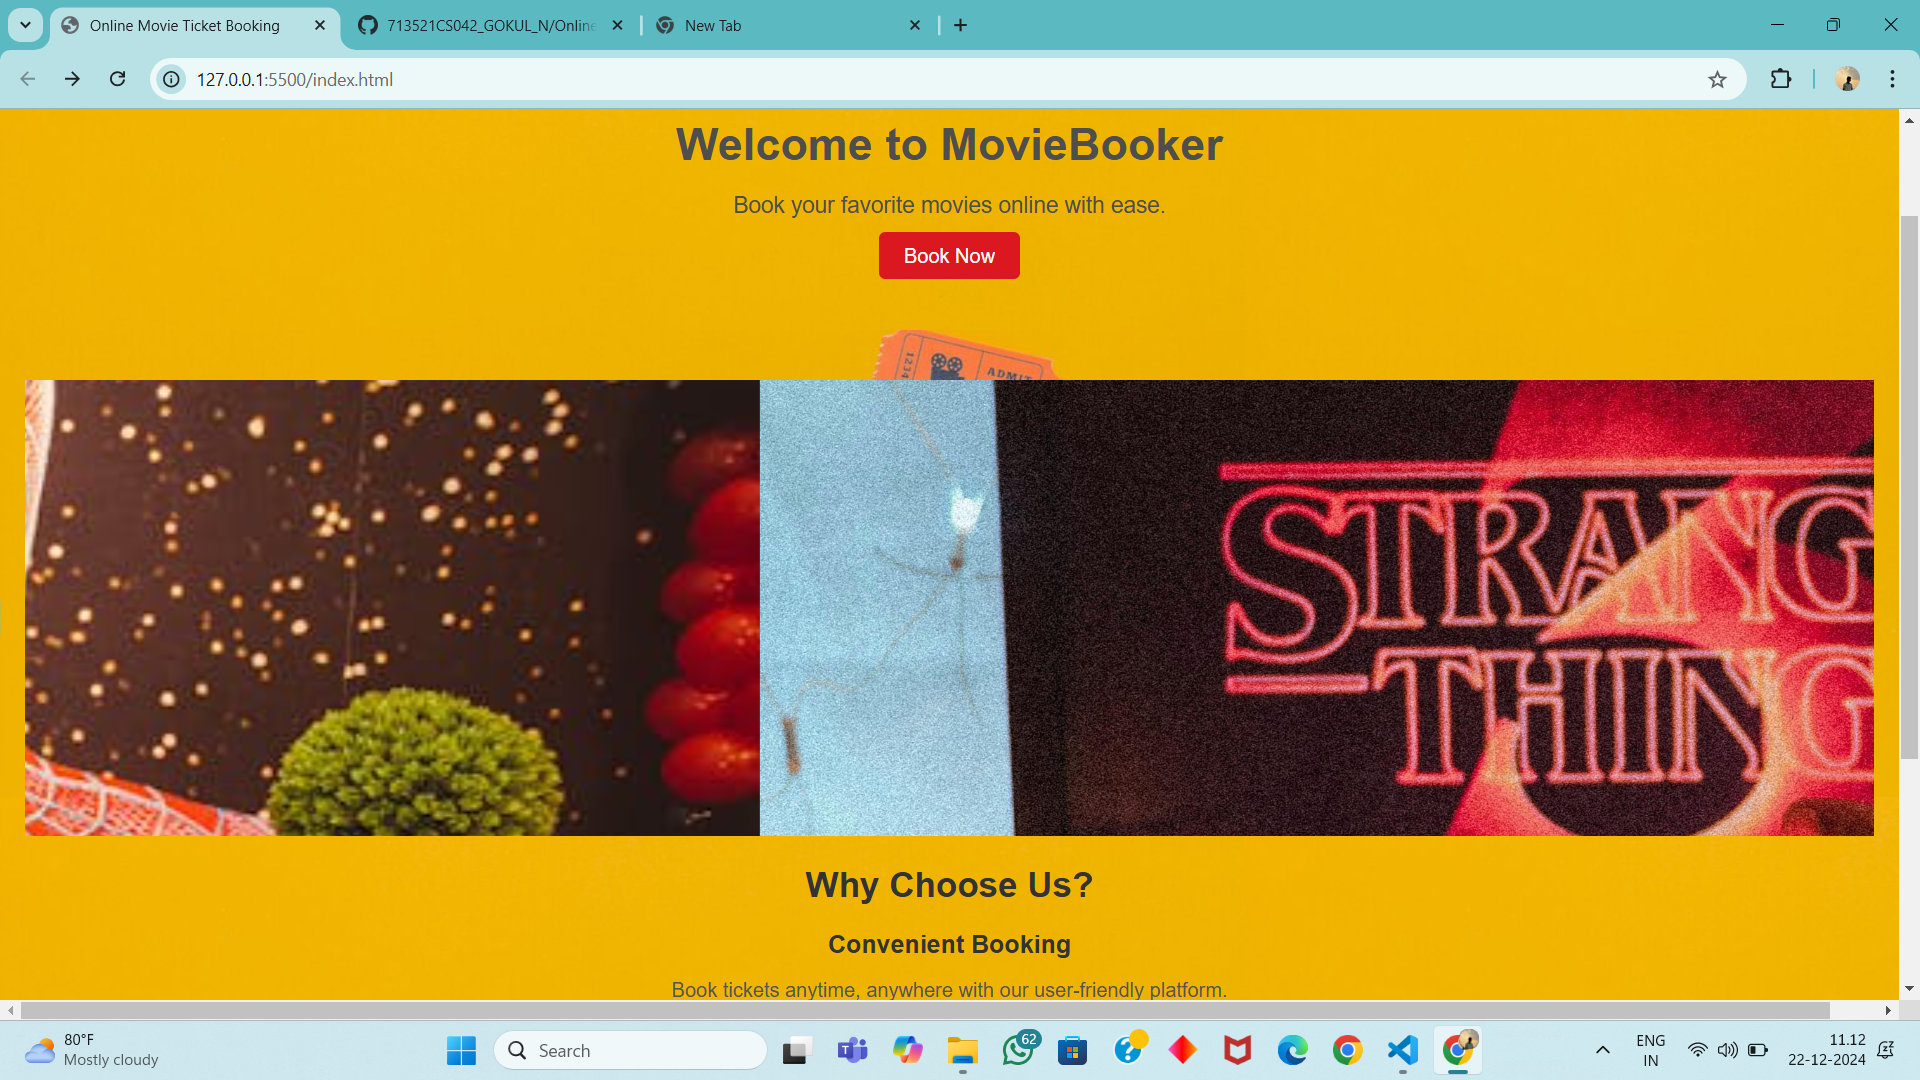 Online Movie Ticket Booking
713521CS042_GOKUL_N/Online
New Tab
127.0.0.1:5500/index.html
Welcome to MovieBooker
Book your favorite movies online with ease.
Book Now
1234
ADMIT
STRANG
THING
Why Choose Us?
Convenient Booking
Book tickets anytime, anywhere with our user-friendly platform.
80°F
Mostly cloudy
Search
62
ENG
IN
11.12
22-12-2024